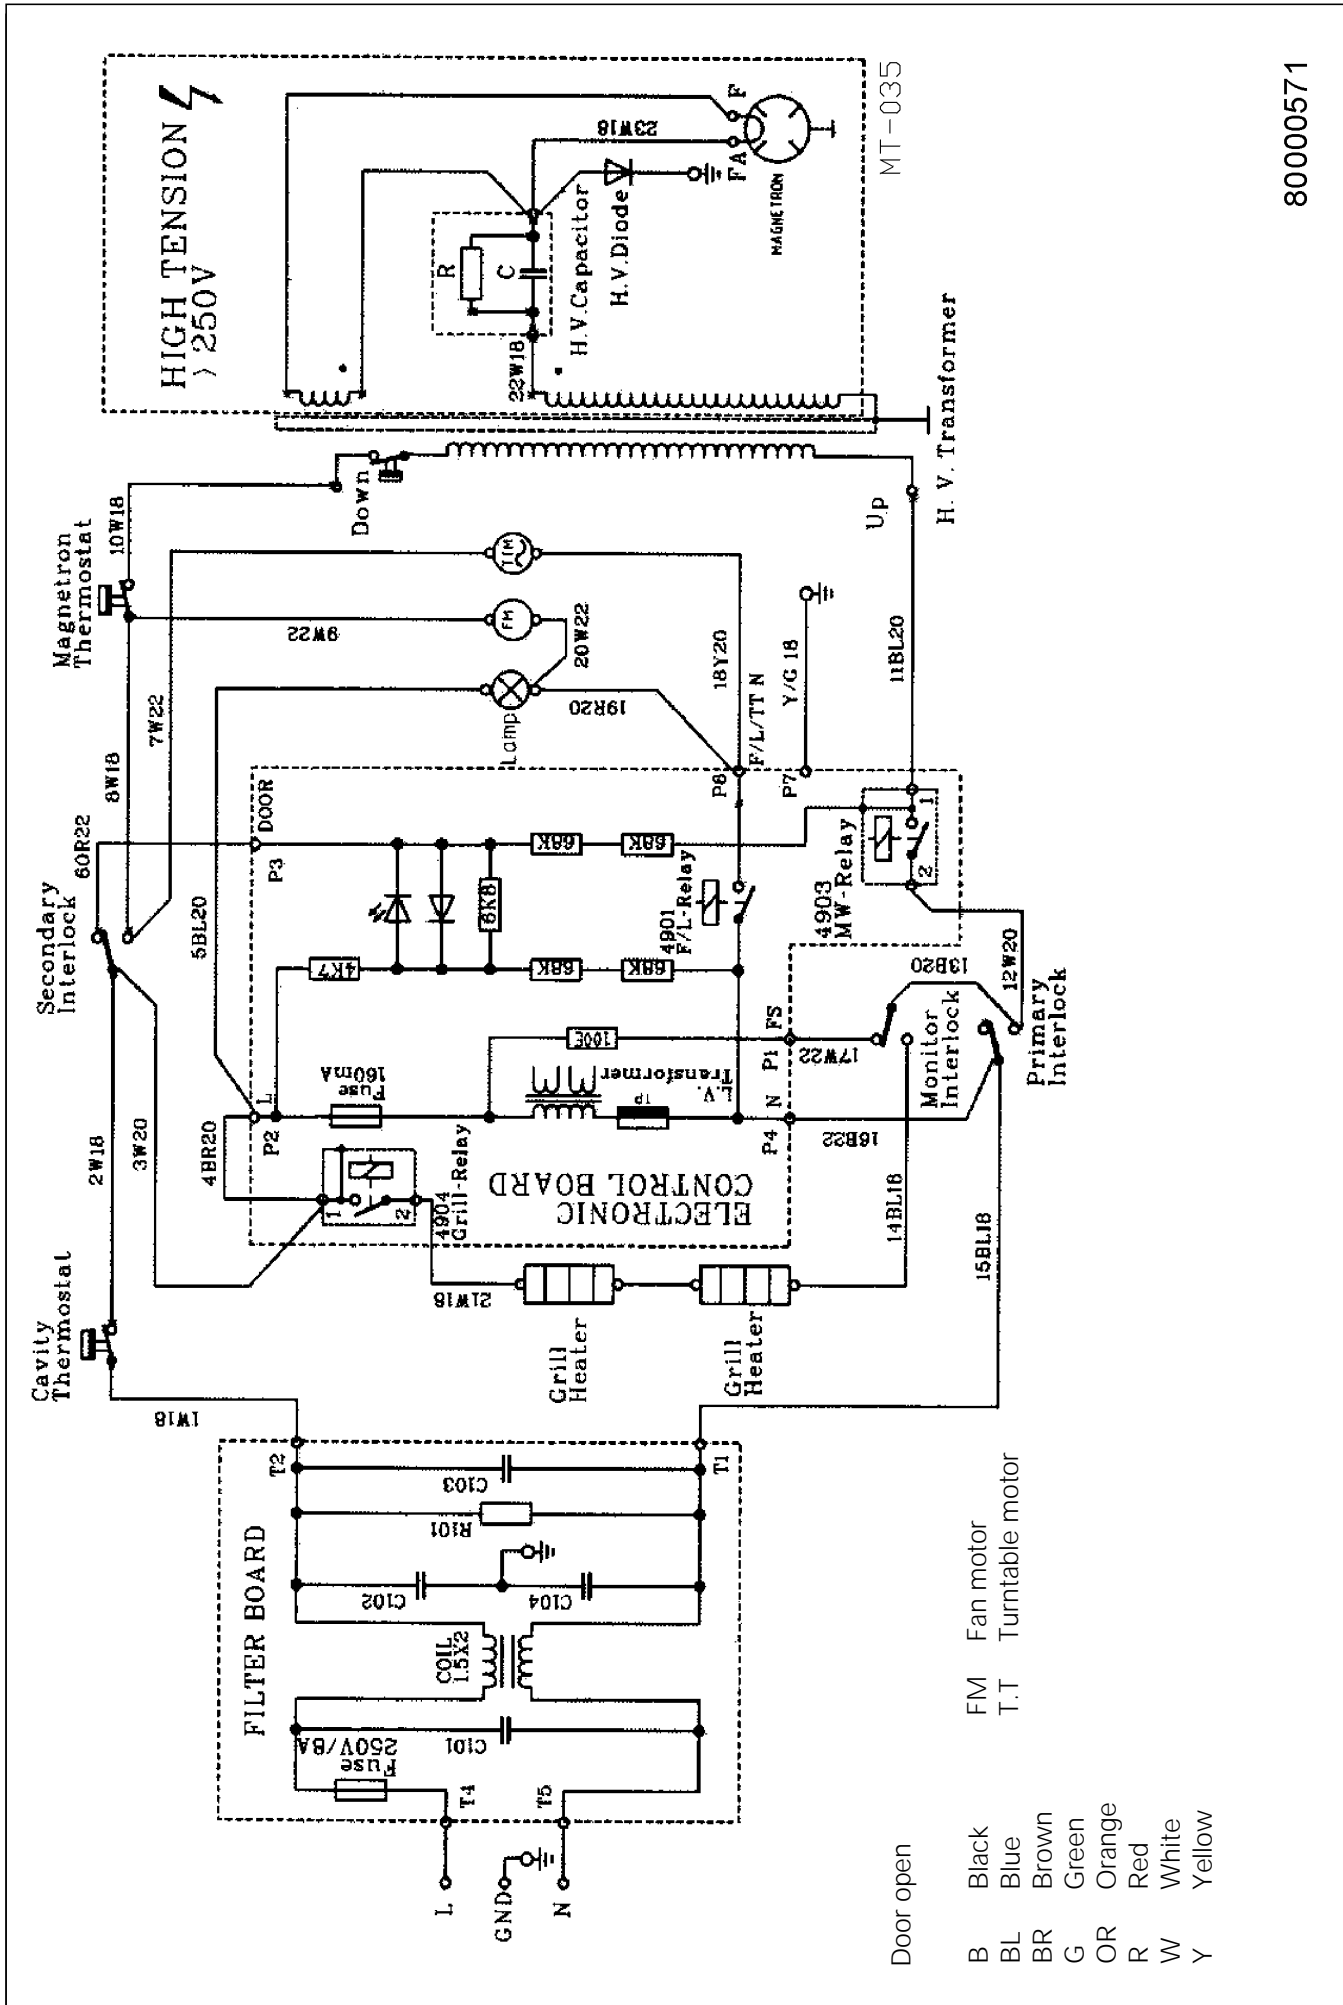 HIGH TENSION
⟩ 250V
R
C
H.V.Capacitor
H.V.Diode
22W18
23W18
F
FA
MAGNETRON
MT-035
80000571
H. V. Transformer
Magnetron
Thermostat
10W18
Down
Up
9W22
FM
20W22
18Y20
Y/G 18
11BL20
Lamp
19R20
F/L/TT N
8W18
7W22
Secondary
Interlock
60R22
5BL20
DOOR
P3
P6
P7
4K7
6K8
68K
68K
68K
68K
4901
F/L-Relay
4903
MW-Relay
1
2
13B20
12W20
Primary
Interlock
Monitor
Interlock
17W22
16B22
FS
P1
N
P4
100E
L.V.
Transformer
TP
Fuse
160mA
L
P2
4BR20
3W20
2W18
1
2
4904
Grill-Relay
ELECTRONIC
CONTROL BOARD
14BL18
15BL18
21W18
Grill
Heater
Grill
Heater
Cavity
Thermostat
1W18
FILTER BOARD
T2
T1
C103
R101
C102
C104
COIL
1.5X2
C101
Fuse
250V/8A
T4
T5
L
GND
N
Door open
B Black
BL Blue
BR Brown
G Green
OR Orange
R Red
W White
Y Yellow
FM Fan motor
T.T Turntable motor